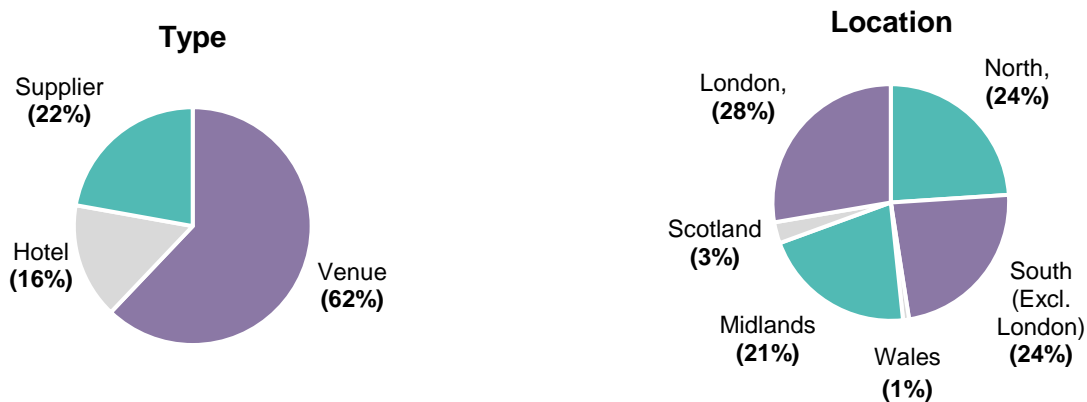 Type
Supplier
(22%)
Hotel
(16%)
Venue
(62%)
Location
London,
(28%)
North,
(24%)
Scotland
(3%)
South
(Excl.
London)
(24%)
Midlands
(21%)
Wales
(1%)